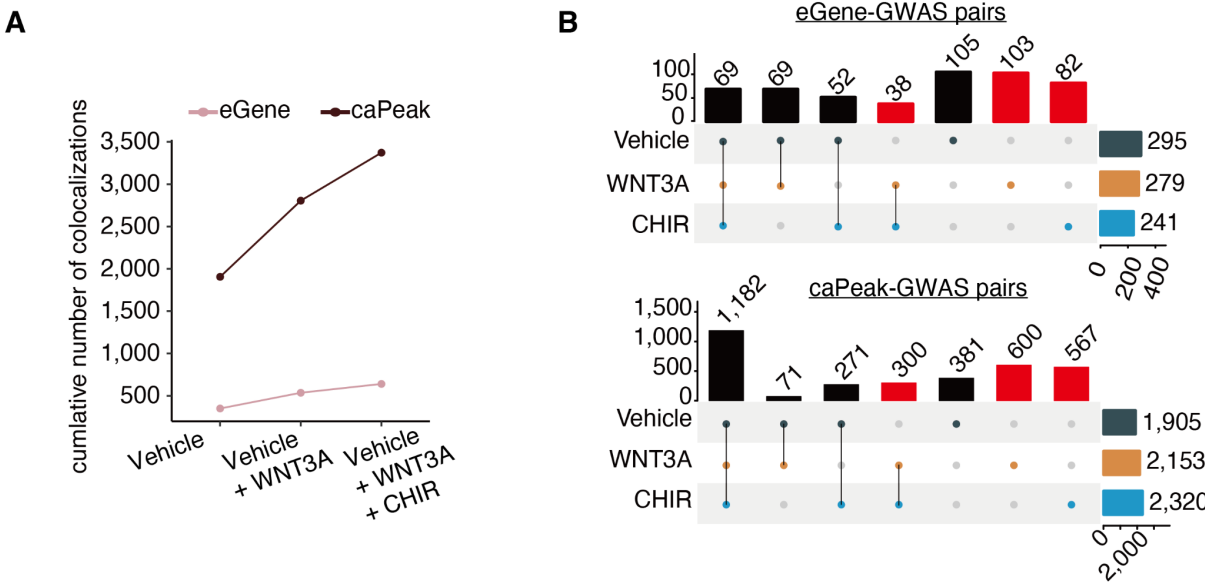 A
eGene
caPeak
cumlative number of colocalizations
3,500
3,000
2,500
2,000
1,500
1,000
500
Vehicle
Vehicle
+ WNT3A
Vehicle
+ WNT3A
+ CHIR
B
eGene-GWAS pairs
100
50
0
69
69
52
38
105
103
82
Vehicle
WNT3A
CHIR
295
279
241
0
200
400
caPeak-GWAS pairs
1,500
1,000
500
0
1,182
71
271
300
381
600
567
Vehicle
WNT3A
CHIR
1,905
2,153
2,320
0
2,000